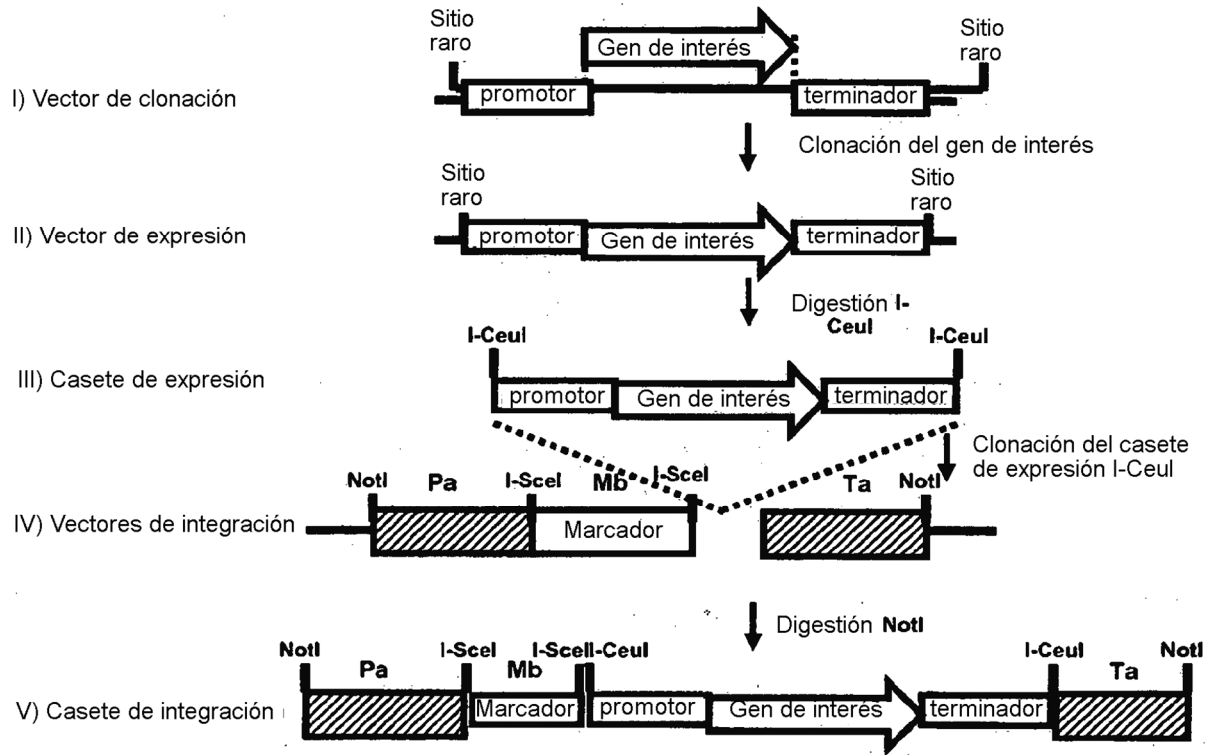 Sitio
raro
Gen de interés
Sitio
raro
I) Vector de clonación
promotor
terminador
Clonación del gen de interés
Sitio
raro
Sitio
raro
II) Vector de expresión
promotor
Gen de interés
terminador
Digestión I-
CeuI
I-CeuI
I-CeuI
III) Casete de expresión
promotor
Gen de interés
terminador
Clonación del casete
de expresión I-CeuI
NotI
Pa
I-SceI
Mb
I-SceI
Ta
NotI
IV) Vectores de integración
Marcador
Digestión NotI
NotI
Pa
I-SceI
Mb
I-SceII-CeuI
I-CeuI
Ta
NotI
V) Casete de integración
Marcador
promotor
Gen de interés
terminador